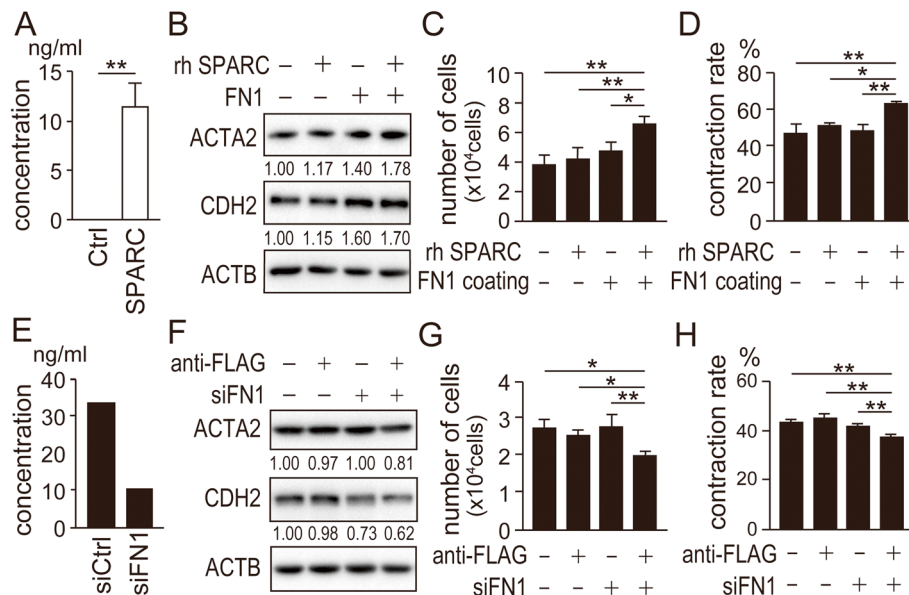 A
ng/ml
concentration
15
10
5
0
**
Ctrl
SPARC
B
rh SPARC − + − +
FN1 − − + +
ACTA2
1.00 1.17 1.40 1.78
CDH2
1.00 1.15 1.60 1.70
ACTB
C
number of cells
(x10⁴cells)
10
8
6
4
2
0
**
**
*
rh SPARC − + − +
FN1 coating − − + +
D
%
contraction rate
80
60
40
20
0
**
*
**
rh SPARC − + − +
FN1 coating − − + +
E
ng/ml
concentration
40
30
20
10
0
siCtrl
siFN1
F
anti-FLAG − + − +
siFN1 − − + +
ACTA2
1.00 0.97 1.00 0.81
CDH2
1.00 0.98 0.73 0.62
ACTB
G
number of cells
(x10⁴cells)
4
3
2
1
0
*
*
**
anti-FLAG − + − +
siFN1 − − + +
H
%
contraction rate
60
40
20
0
**
**
**
anti-FLAG − + − +
siFN1 − − + +